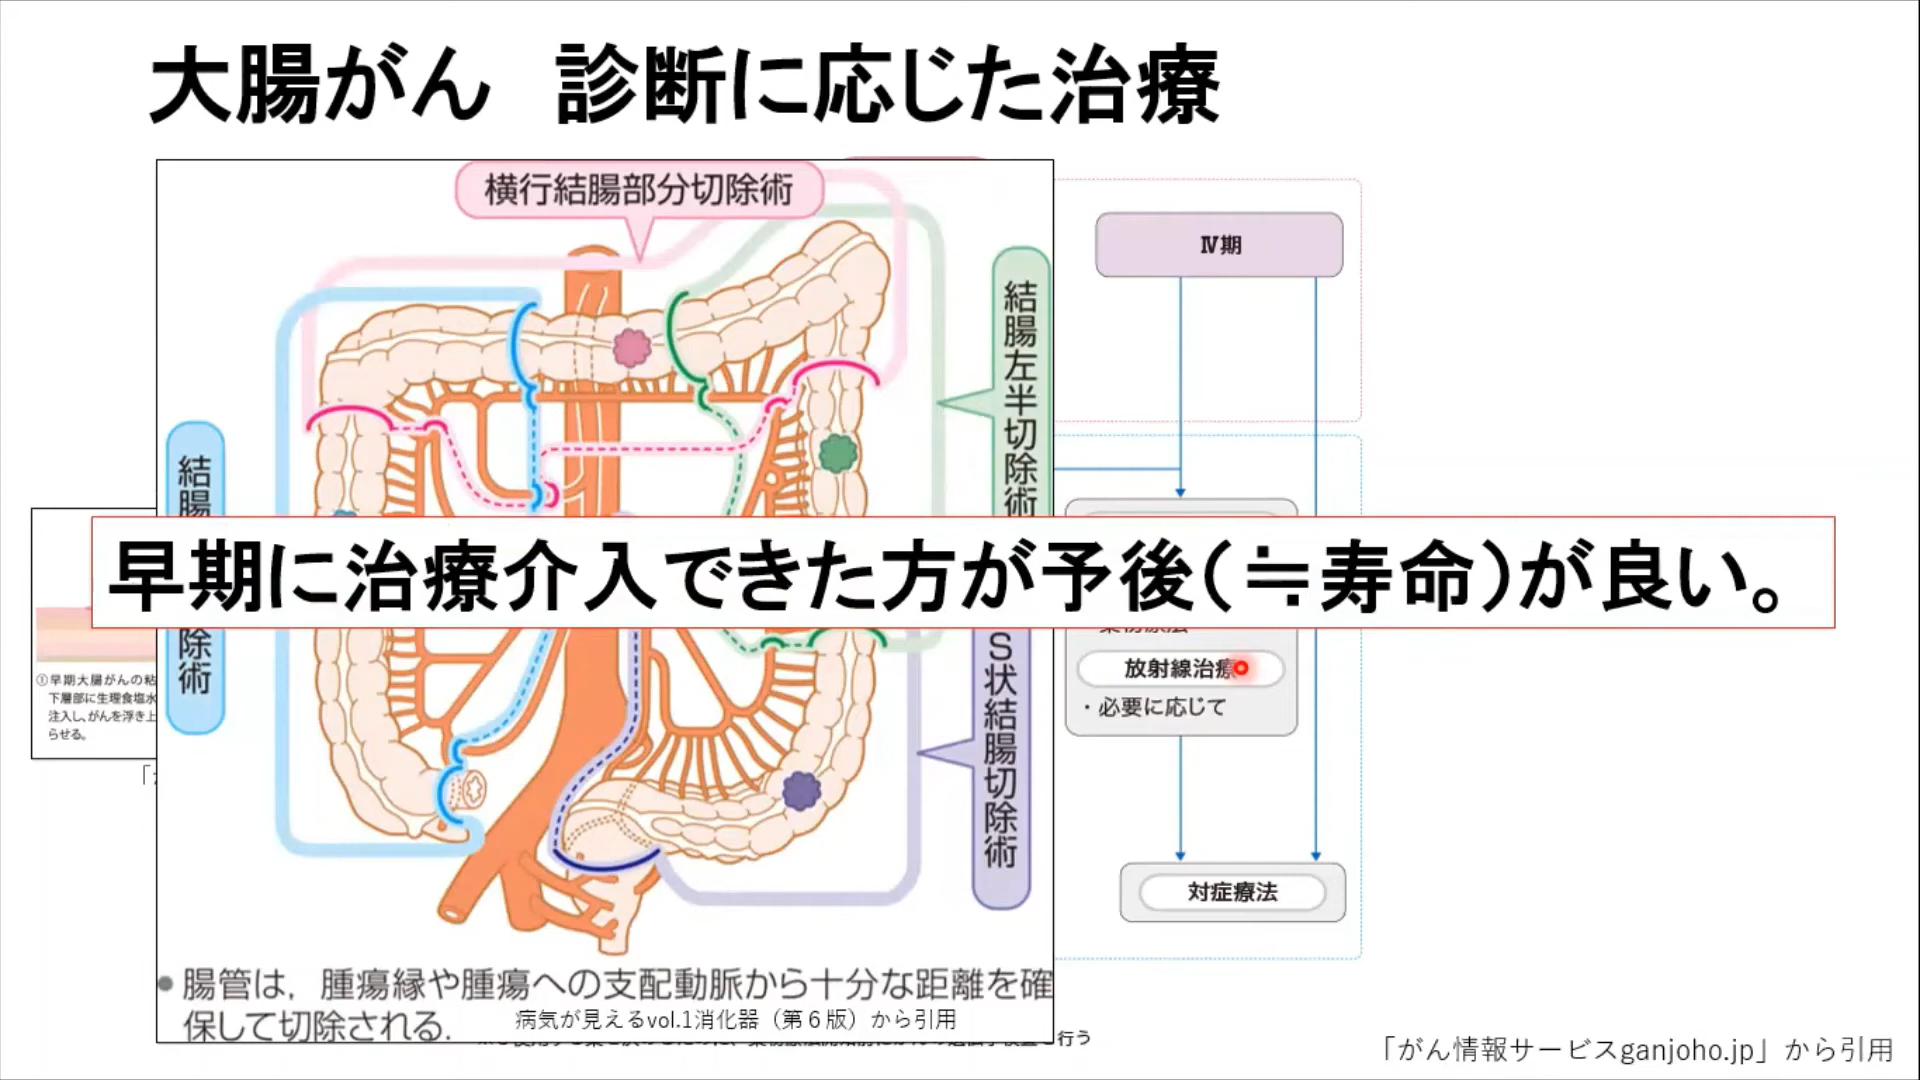 大腸がん　診断に応じた治療
横行結腸部分切除術
Ⅳ期
結腸左半切除術
結腸
除術
早期に治療介入できた方が予後（≒寿命）が良い。
①早期大腸がんの粘
下層部に生理食塩水
注入し、がんを浮き上
らせる。
S状結腸切除術
放射線治療
・必要に応じて
対症療法
● 腸管は，腫瘍縁や腫瘍への支配動脈から十分な距離を確
保して切除される．
病気が見えるvol.1消化器（第６版）から引用
行う
「がん情報サービスganjoho.jp」から引用